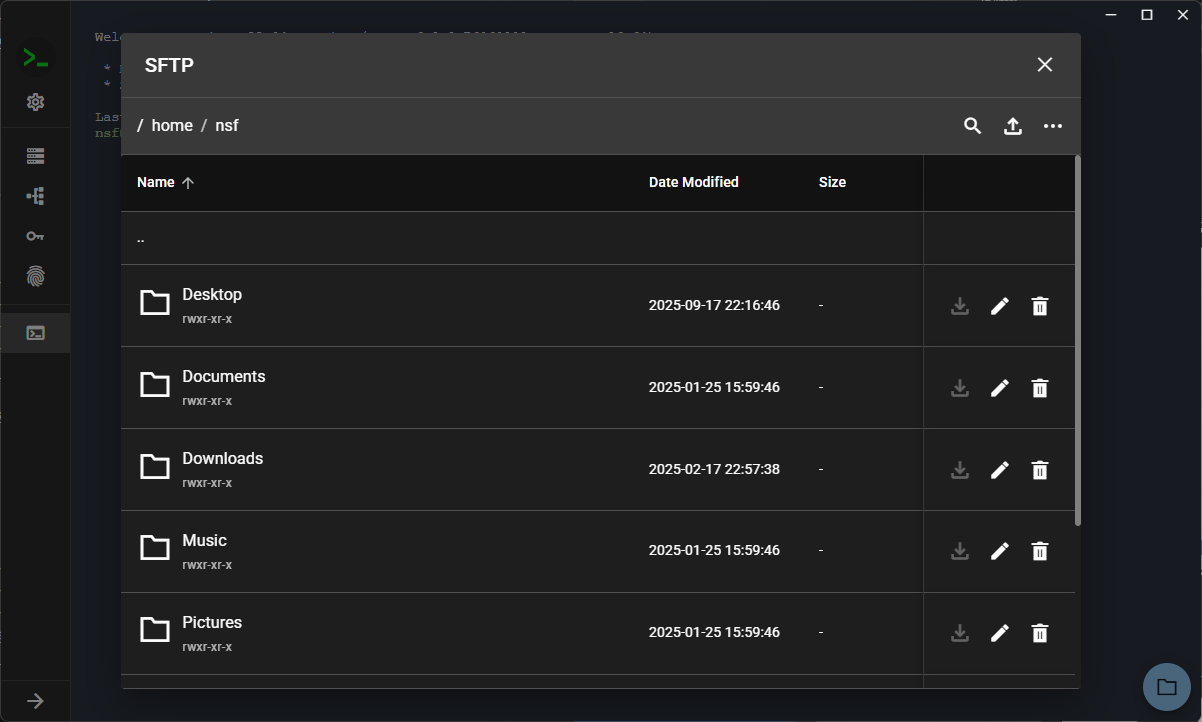 SFTP
/ home / nsf
Name Date Modified Size
..
Desktop
rwxr-xr-x
2025-09-17 22:16:46 -
Documents
rwxr-xr-x
2025-01-25 15:59:46 -
Downloads
rwxr-xr-x
2025-02-17 22:57:38 -
Music
rwxr-xr-x
2025-01-25 15:59:46 -
Pictures
rwxr-xr-x
2025-01-25 15:59:46 -